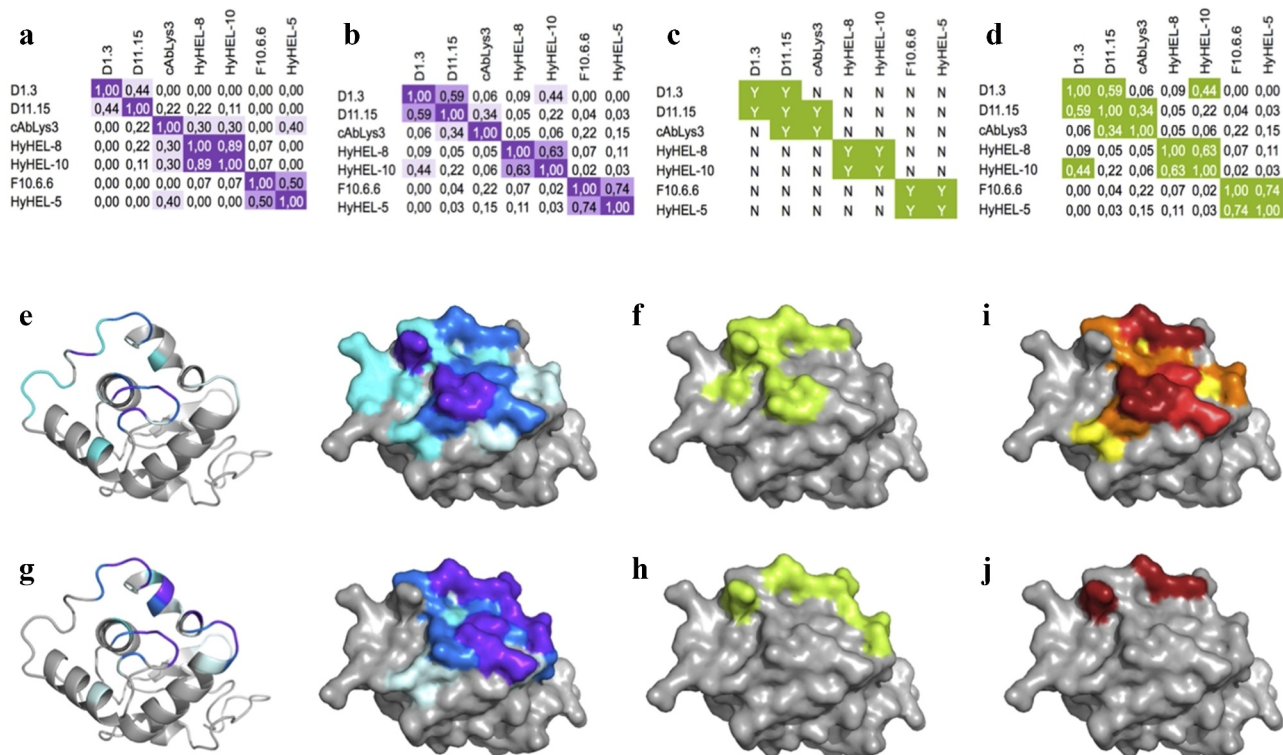 a
D1.3 D11.15 cAbLys3 HyHEL-8 HyHEL-10 F10.6.6 HyHEL-5
D1.3 1,00 0,44 0,00 0,00 0,00 0,00 0,00
D11.15 0,44 1,00 0,22 0,22 0,11 0,00 0,00
cAbLys3 0,00 0,22 1,00 0,30 0,30 0,00 0,40
HyHEL-8 0,00 0,22 0,30 1,00 0,89 0,07 0,00
HyHEL-10 0,00 0,11 0,30 0,89 1,00 0,07 0,00
F10.6.6 0,00 0,00 0,00 0,07 0,07 1,00 0,50
HyHEL-5 0,00 0,00 0,40 0,00 0,00 0,50 1,00
b
D1.3 D11.15 cAbLys3 HyHEL-8 HyHEL-10 F10.6.6 HyHEL-5
D1.3 1,00 0,59 0,06 0,09 0,44 0,00 0,00
D11.15 0,59 1,00 0,34 0,05 0,22 0,04 0,03
cAbLys3 0,06 0,34 1,00 0,05 0,06 0,22 0,15
HyHEL-8 0,09 0,05 0,05 1,00 0,63 0,07 0,11
HyHEL-10 0,44 0,22 0,06 0,63 1,00 0,02 0,03
F10.6.6 0,00 0,04 0,22 0,07 0,02 1,00 0,74
HyHEL-5 0,00 0,03 0,15 0,11 0,03 0,74 1,00
c
D1.3 D11.15 cAbLys3 HyHEL-8 HyHEL-10 F10.6.6 HyHEL-5
D1.3 Y Y N N N N N
D11.15 Y Y Y N N N N
cAbLys3 N Y Y N N N N
HyHEL-8 N N N Y Y N N
HyHEL-10 N N N Y Y N N
F10.6.6 N N N N N Y Y
HyHEL-5 N N N N N Y Y
d
D1.3 D11.15 cAbLys3 HyHEL-8 HyHEL-10 F10.6.6 HyHEL-5
D1.3 1,00 0,59 0,06 0,09 0,44 0,00 0,00
D11.15 0,59 1,00 0,34 0,05 0,22 0,04 0,03
cAbLys3 0,06 0,34 1,00 0,05 0,06 0,22 0,15
HyHEL-8 0,09 0,05 0,05 1,00 0,63 0,07 0,11
HyHEL-10 0,44 0,22 0,06 0,63 1,00 0,02 0,03
F10.6.6 0,00 0,04 0,22 0,07 0,02 1,00 0,74
HyHEL-5 0,00 0,03 0,15 0,11 0,03 0,74 1,00
e
f
i
g
h
j